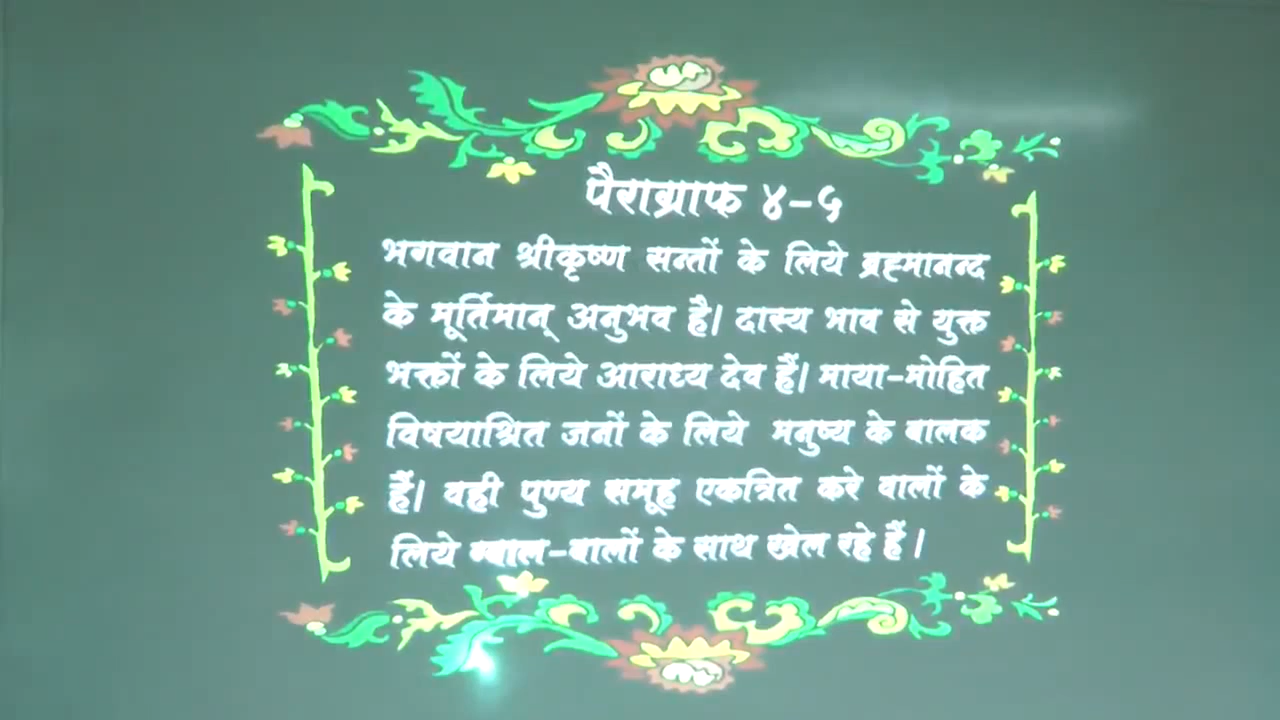 पैराग्राफ ४-५
भगवान श्रीकृष्ण सन्तों के लिये ब्रह्मानन्द
के मूर्तिमान् अनुभव है। दास्य भाव से युक्त
भक्तों के लिये आराध्य देव हैं। माया-मोहित
विषयाश्रित जनों के लिये मनुष्य के बालक
हैं। वही पुण्य समूह एकत्रित करे वालों के
लिये ग्वाल-बालों के साथ खेल रहे हैं।